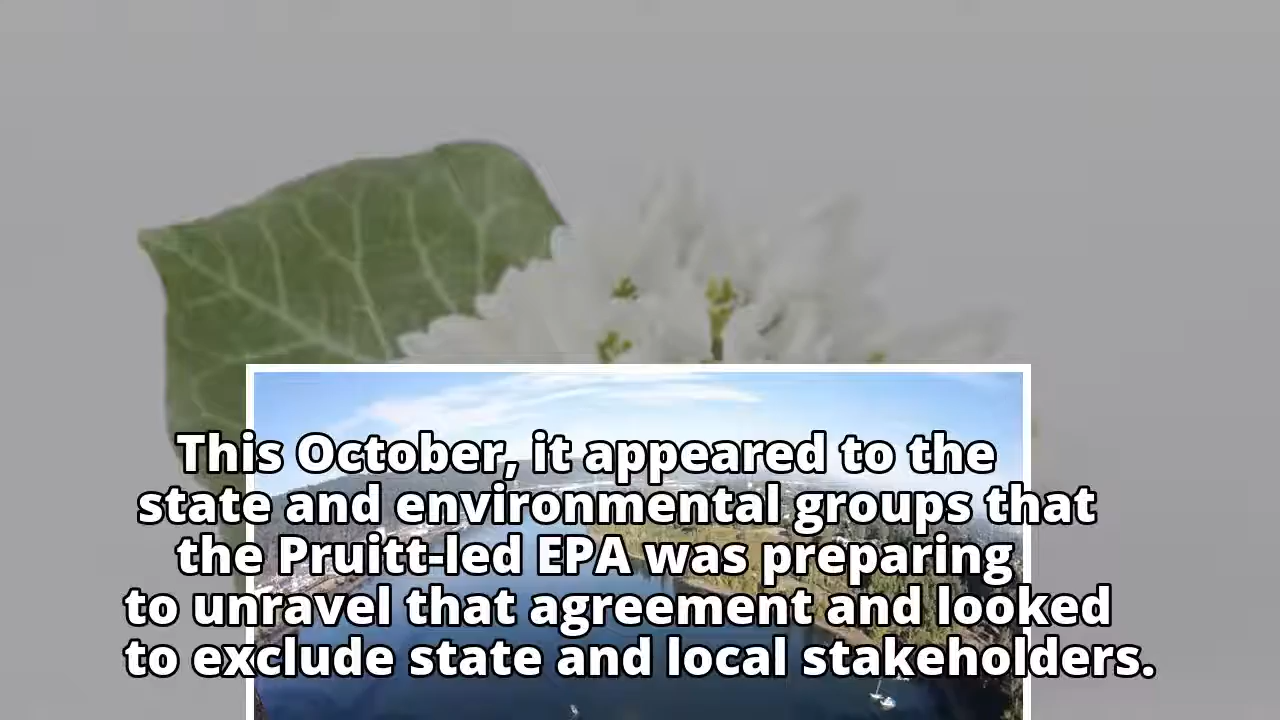 This October, it appeared to the
state and environmental groups that
the Pruitt-led EPA was preparing
to unravel that agreement and looked
to exclude state and local stakeholders.